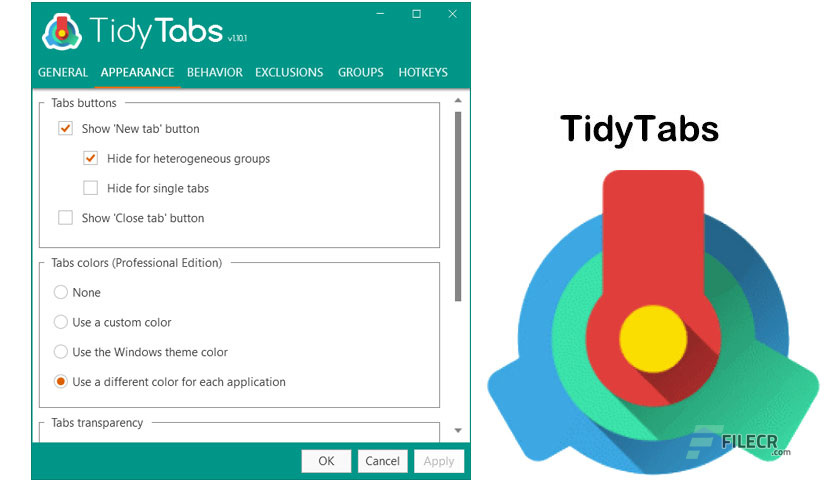 TidyTabs v1.10.1
GENERAL APPEARANCE BEHAVIOR EXCLUSIONS GROUPS HOTKEYS
Tabs buttons
Show 'New tab' button
Hide for heterogeneous groups
Hide for single tabs
Show 'Close tab' button
Tabs colors (Professional Edition)
None
Use a custom color
Use the Windows theme color
Use a different color for each application
Tabs transparency
OK Cancel Apply
TidyTabs
FILECR
.com